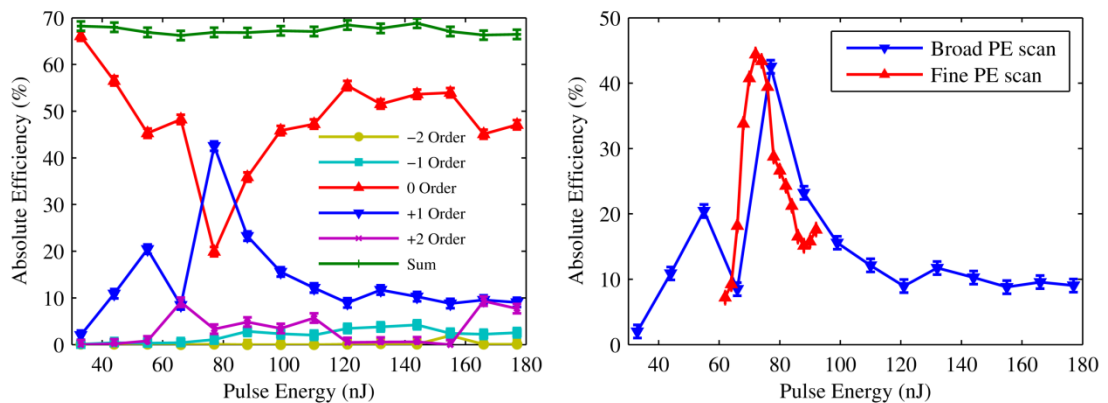 70
60
50
40
30
20
10
0
Absolute Efficiency (%)
−2 Order
−1 Order
0 Order
+1 Order
+2 Order
Sum
40 60 80 100 120 140 160 180
Pulse Energy (nJ)
50
40
30
20
10
0
Absolute Efficiency (%)
Broad PE scan
Fine PE scan
40 60 80 100 120 140 160 180
Pulse Energy (nJ)